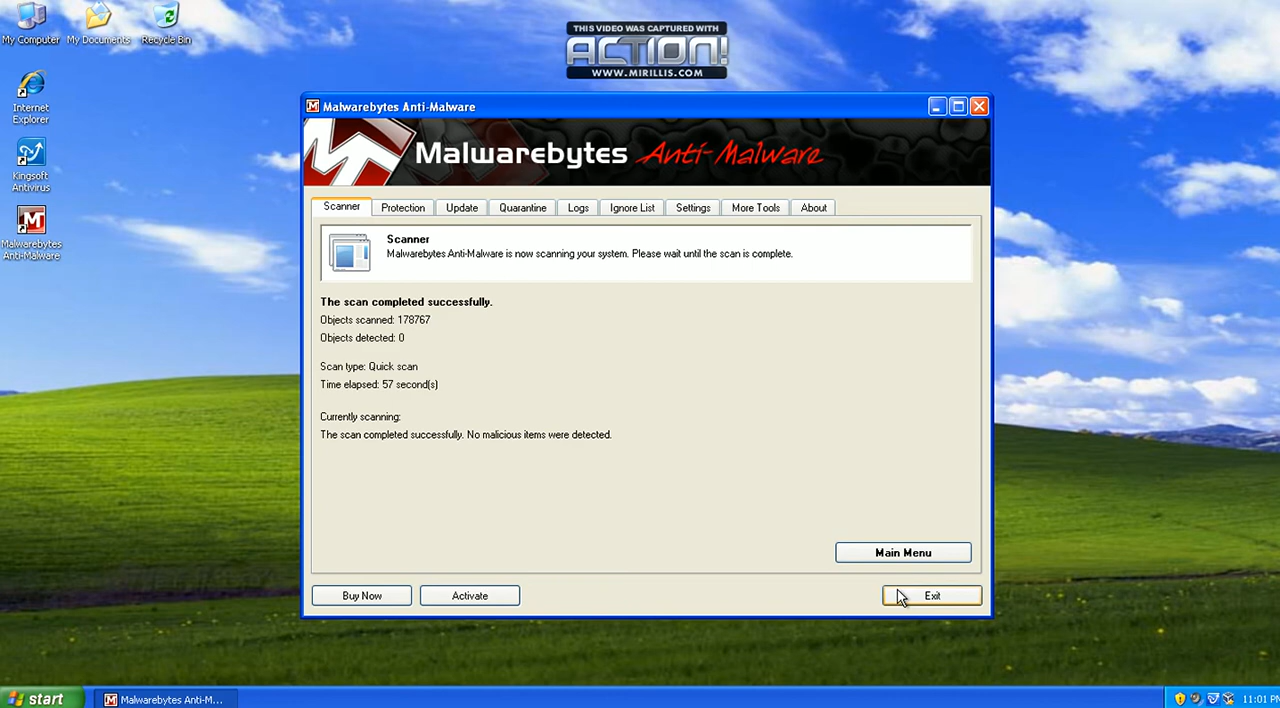 My Computer
My Documents
Recycle Bin
THIS VIDEO WAS CAPTURED WITH
ACTION!
WWW.MIRILLIS.COM
Internet
Explorer
Kingsoft
Antivirus
Malwarebytes
Anti-Malware
Malwarebytes Anti-Malware
Malwarebytes Anti-Malware
Scanner
Protection
Update
Quarantine
Logs
Ignore List
Settings
More Tools
About
Scanner
Malwarebytes Anti-Malware is now scanning your system. Please wait until the scan is complete.
The scan completed successfully.
Objects scanned: 178767
Objects detected: 0
Scan type: Quick scan
Time elapsed: 57 second(s)
Currently scanning:
The scan completed successfully. No malicious items were detected.
Main Menu
Buy Now
Activate
Exit
start
Malwarebytes Anti-M...
11:01 PM